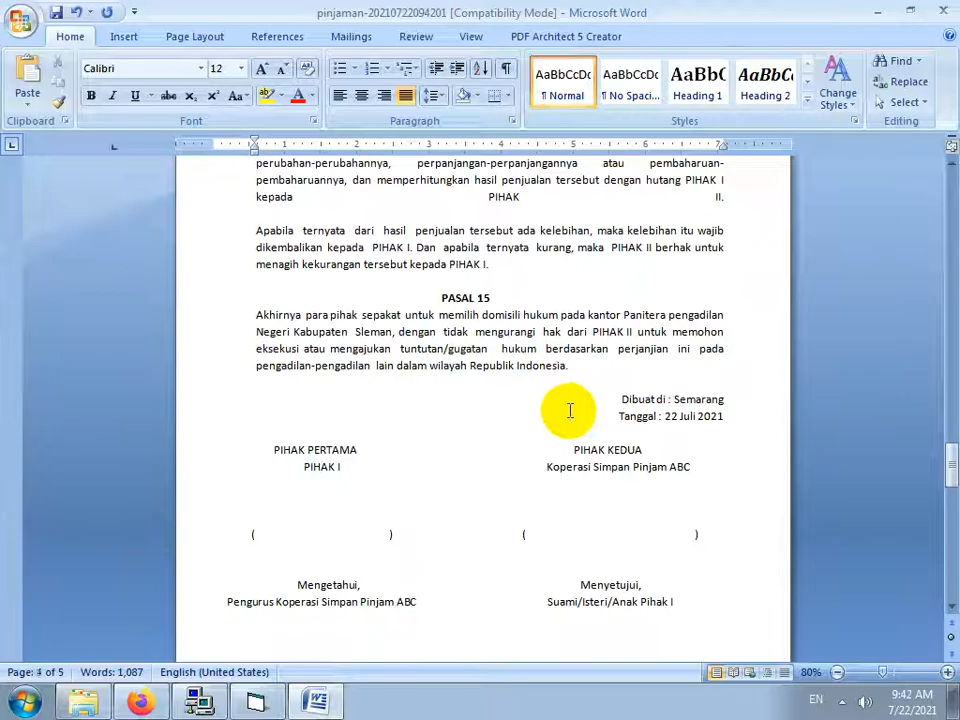 pinjaman-20210722094201 [Compatibility Mode] - Microsoft Word
Home Insert Page Layout References Mailings Review View PDF Architect 5 Creator
Paste
Calibri 12
AaBbCcDc AaBbCcDc AaBbC AaBbCc
¶ Normal ¶ No Spaci... Heading 1 Heading 2
Change Styles
Find
Replace
Select
Clipboard Font Paragraph Styles Editing
1 2 3 4 5 6 7
perubahan-perubahannya, perpanjangan-perpanjangannya atau pembaharuan-
pembaharuannya, dan memperhitungkan hasil penjualan tersebut dengan hutang PIHAK I
kepada PIHAK II.
Apabila ternyata dari hasil penjualan tersebut ada kelebihan, maka kelebihan itu wajib
dikembalikan kepada PIHAK I. Dan apabila ternyata kurang, maka PIHAK II berhak untuk
menagih kekurangan tersebut kepada PIHAK I.
PASAL 15
Akhirnya para pihak sepakat untuk memilih domisili hukum pada kantor Panitera pengadilan
Negeri Kabupaten Sleman, dengan tidak mengurangi hak dari PIHAK II untuk memohon
eksekusi atau mengajukan tuntutan/gugatan hukum berdasarkan perjanjian ini pada
pengadilan-pengadilan lain dalam wilayah Republik Indonesia.
Dibuat di : Semarang
Tanggal : 22 Juli 2021
PIHAK PERTAMA PIHAK KEDUA
PIHAK I Koperasi Simpan Pinjam ABC
( ) ( )
Mengetahui, Menyetujui,
Pengurus Koperasi Simpan Pinjam ABC Suami/Isteri/Anak Pihak I
Page: 4 of 5 Words: 1,087 English (United States) 80%
EN 9:42 AM
7/22/2021